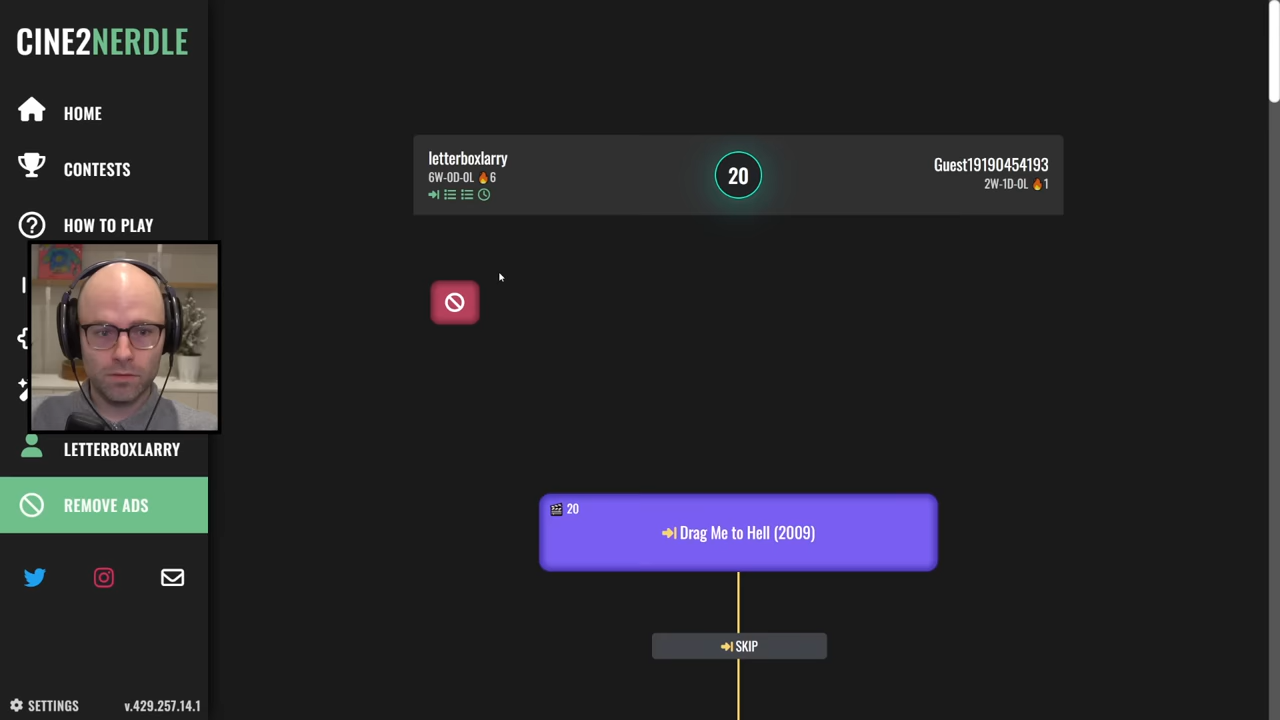 CINE2NERDLE
HOME
CONTESTS
HOW TO PLAY
LETTERBOXLARRY
REMOVE ADS
SETTINGS
v.429.257.14.1
letterboxlarry
6W-0D-0L 🔥6
20
Guest19190454193
2W-1D-0L 🔥1
🎬 20
Drag Me to Hell (2009)
SKIP